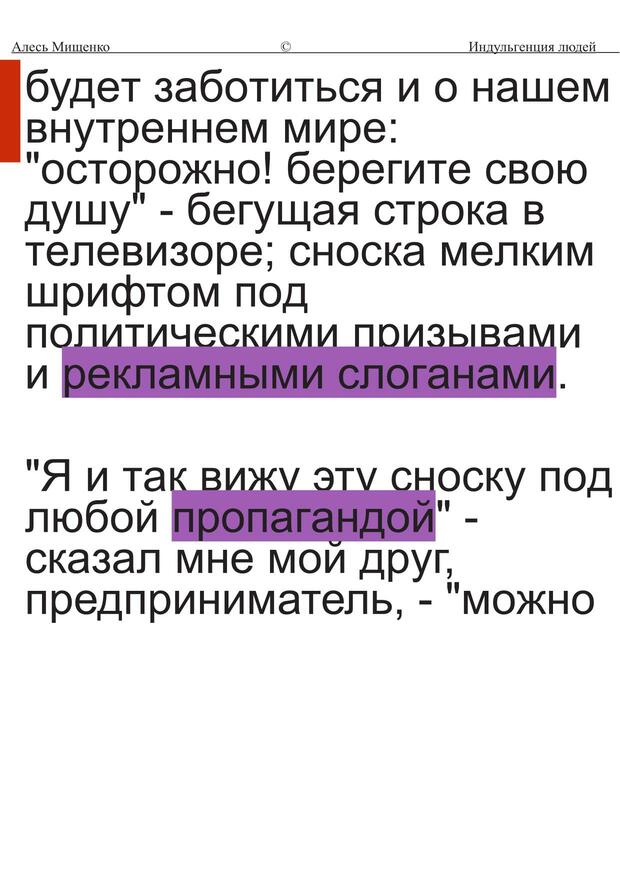 Алесь Мищенко © Индульгенция людей
будет заботиться и о нашем
внутреннем мире:
"осторожно! берегите свою
душу" - бегущая строка в
телевизоре; сноска мелким
шрифтом под
политическими призывами
и рекламными слоганами.
"Я и так вижу эту сноску под
любой пропагандой" -
сказал мне мой друг,
предприниматель, - "можно